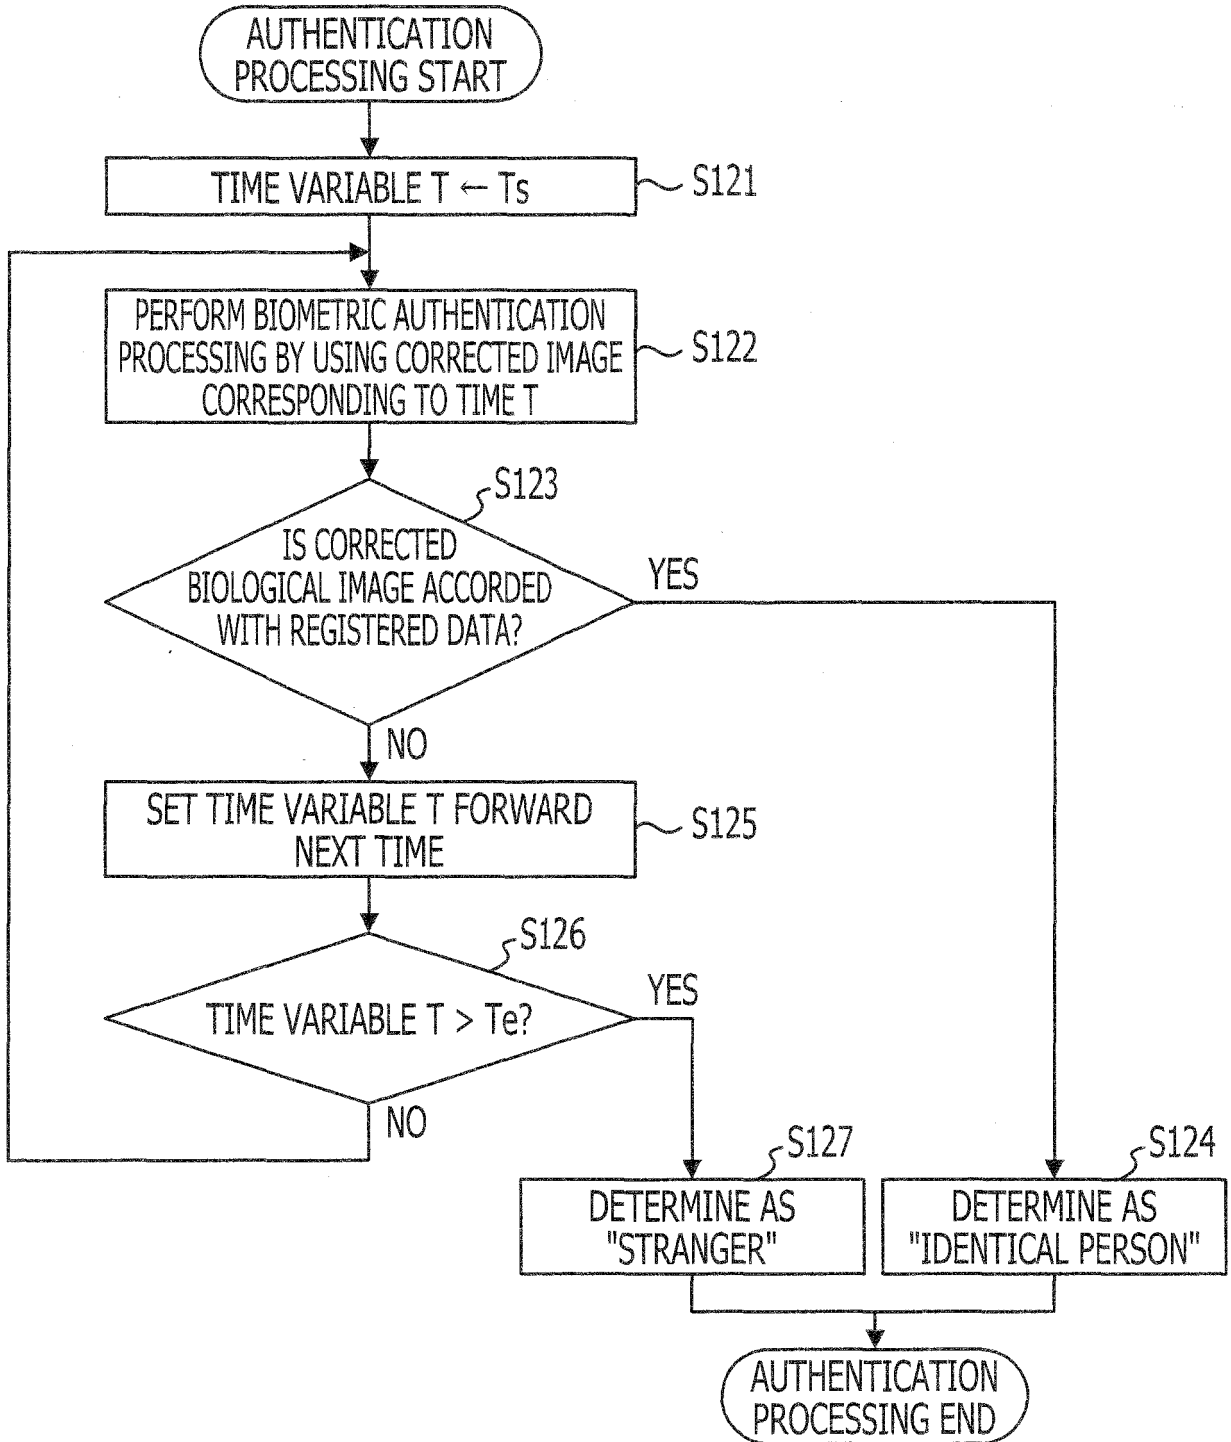 AUTHENTICATION
PROCESSING START
TIME VARIABLE T ← Ts
S121
PERFORM BIOMETRIC AUTHENTICATION
PROCESSING BY USING CORRECTED IMAGE
CORRESPONDING TO TIME T
S122
S123
IS CORRECTED
BIOLOGICAL IMAGE ACCORDED
WITH REGISTERED DATA?
YES
NO
SET TIME VARIABLE T FORWARD
NEXT TIME
S125
S126
TIME VARIABLE T > Te?
YES
NO
S127
DETERMINE AS
"STRANGER"
S124
DETERMINE AS
"IDENTICAL PERSON"
AUTHENTICATION
PROCESSING END